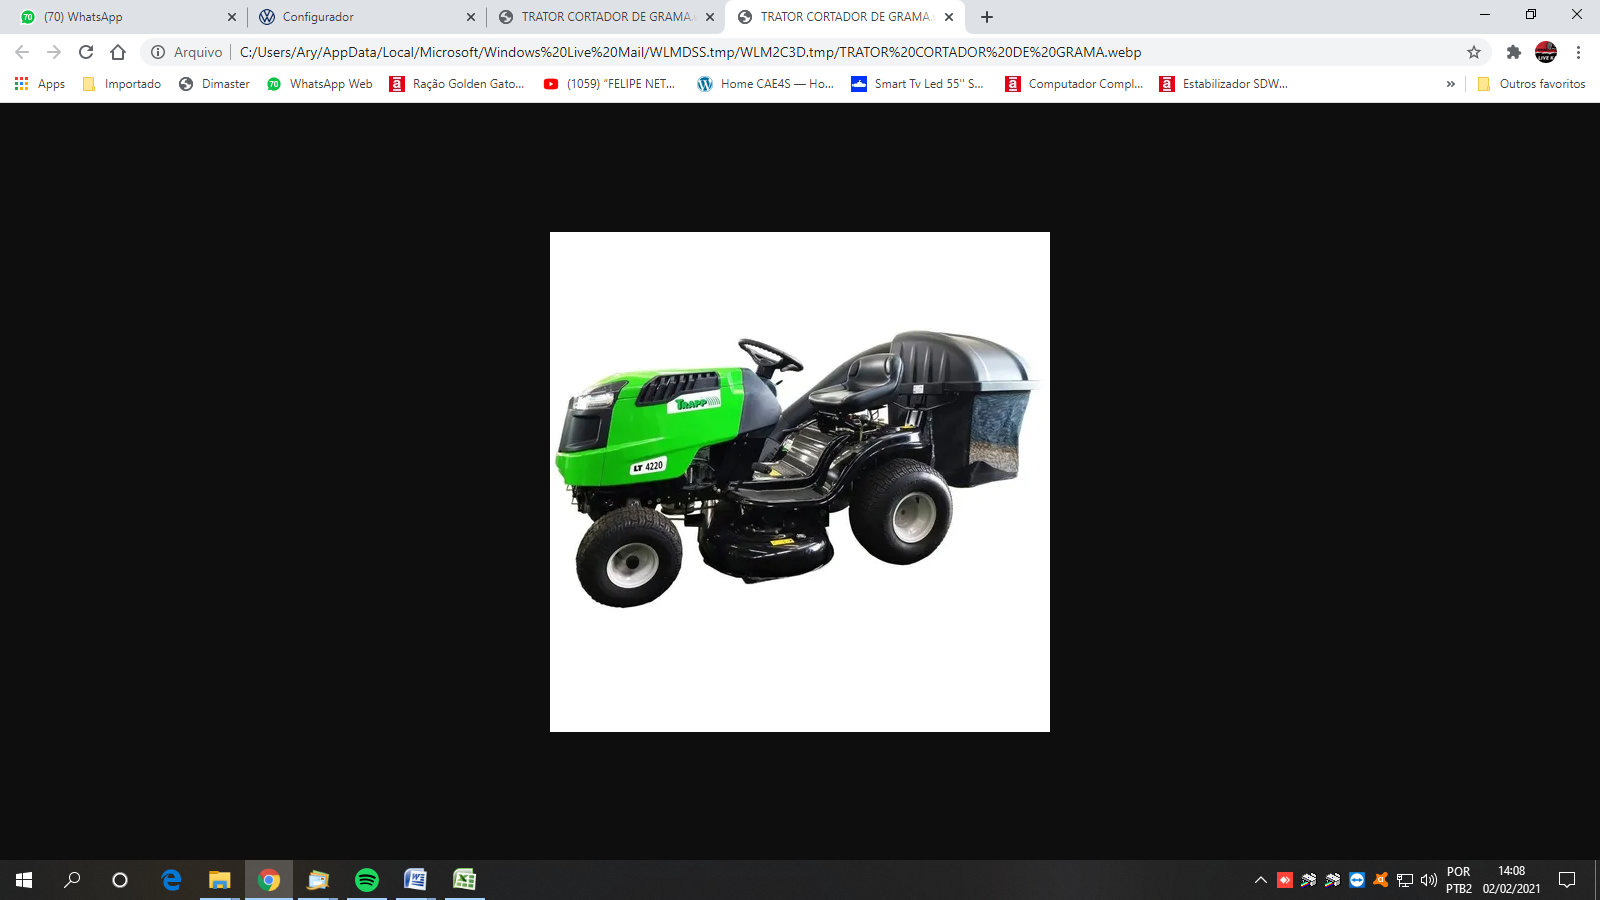 (70) WhatsApp
Configurador
TRATOR CORTADOR DE GRAMA.
TRATOR CORTADOR DE GRAMA.
Arquivo
C:/Users/Ary/AppData/Local/Microsoft/Windows%20Live%20Mail/WLMDSS.tmp/WLM2C3D.tmp/TRATOR%20CORTADOR%20DE%20GRAMA.webp
Apps
Importado
Dimaster
WhatsApp Web
Ração Golden Gato...
(1059) "FELIPE NET...
Home CAE4S — Ho...
Smart Tv Led 55" S...
Computador Compl...
Estabilizador SDW...
»
Outros favoritos
TRAPP
LT 4220
POR
PTB2
14:08
02/02/2021